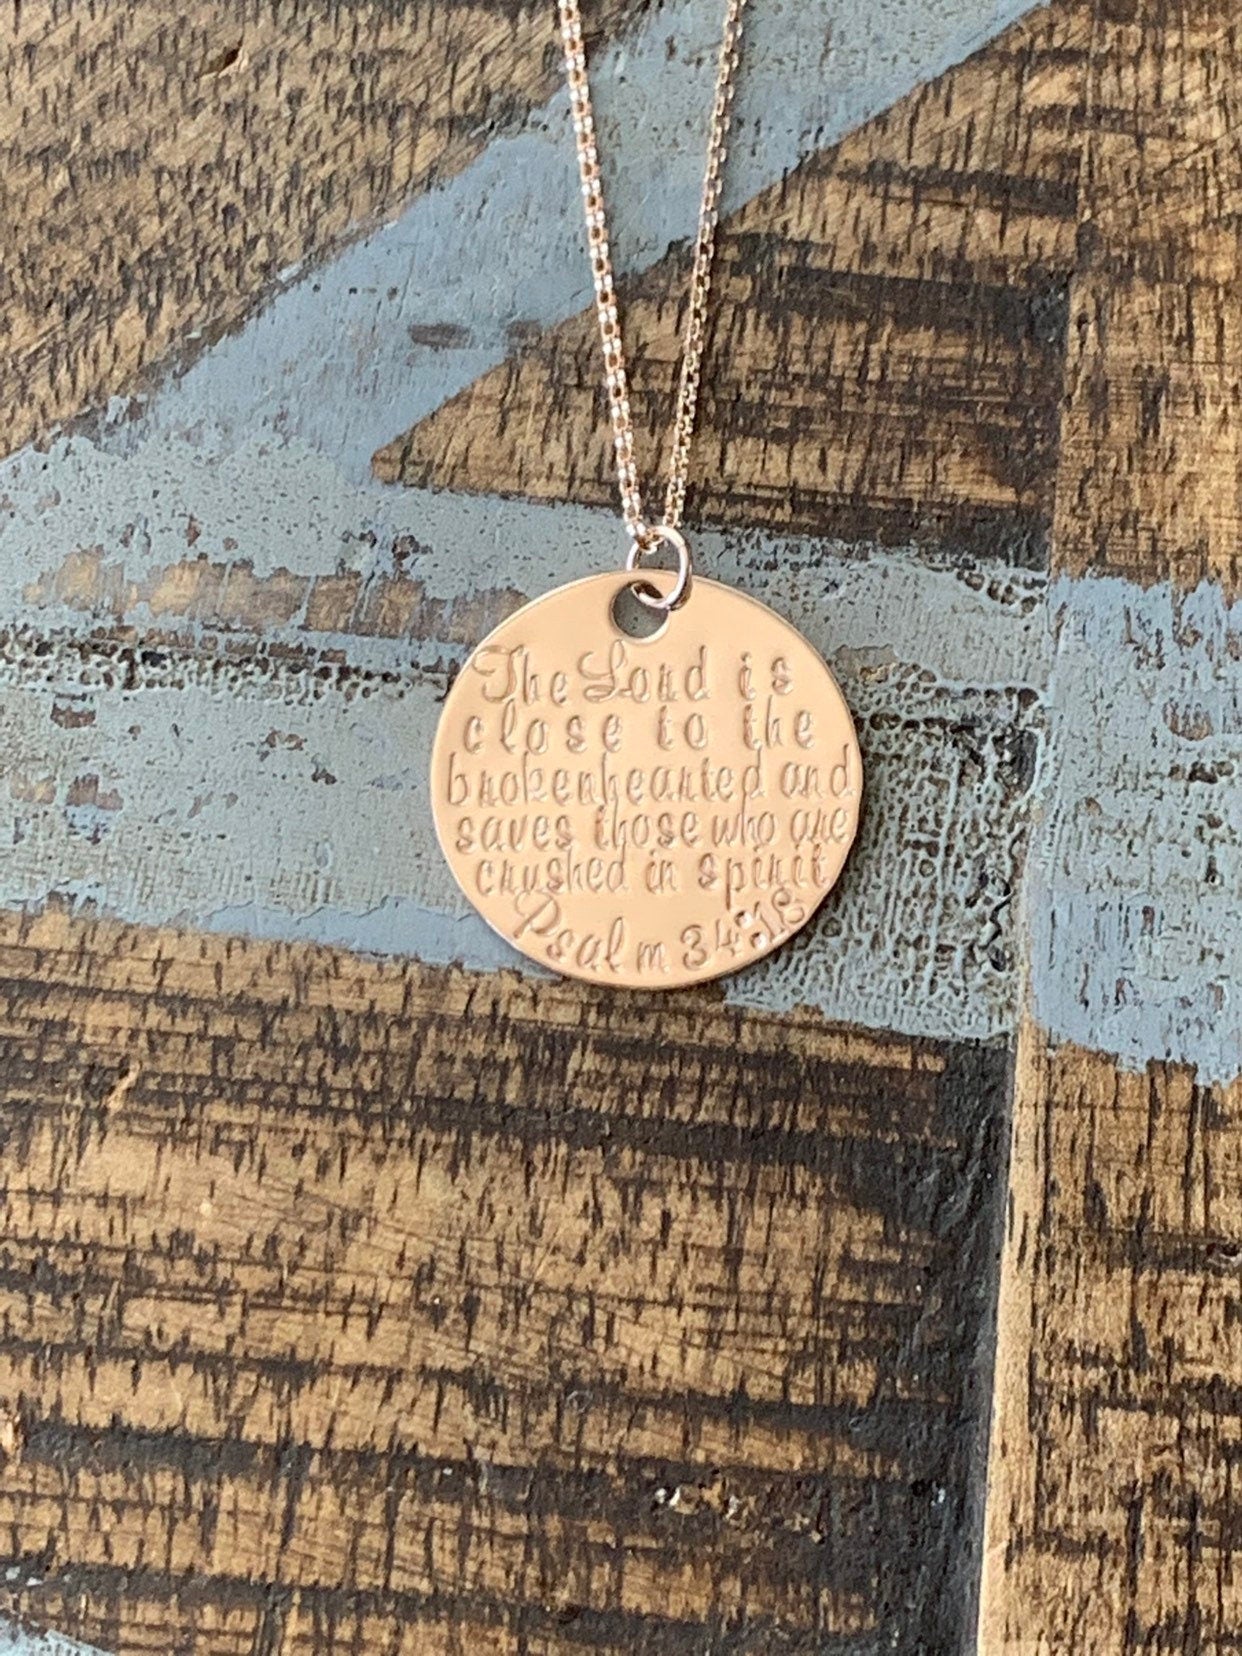 The Lord is
close to the
brokenhearted and
saves those who are
crushed in spirit
Psalm 34:18